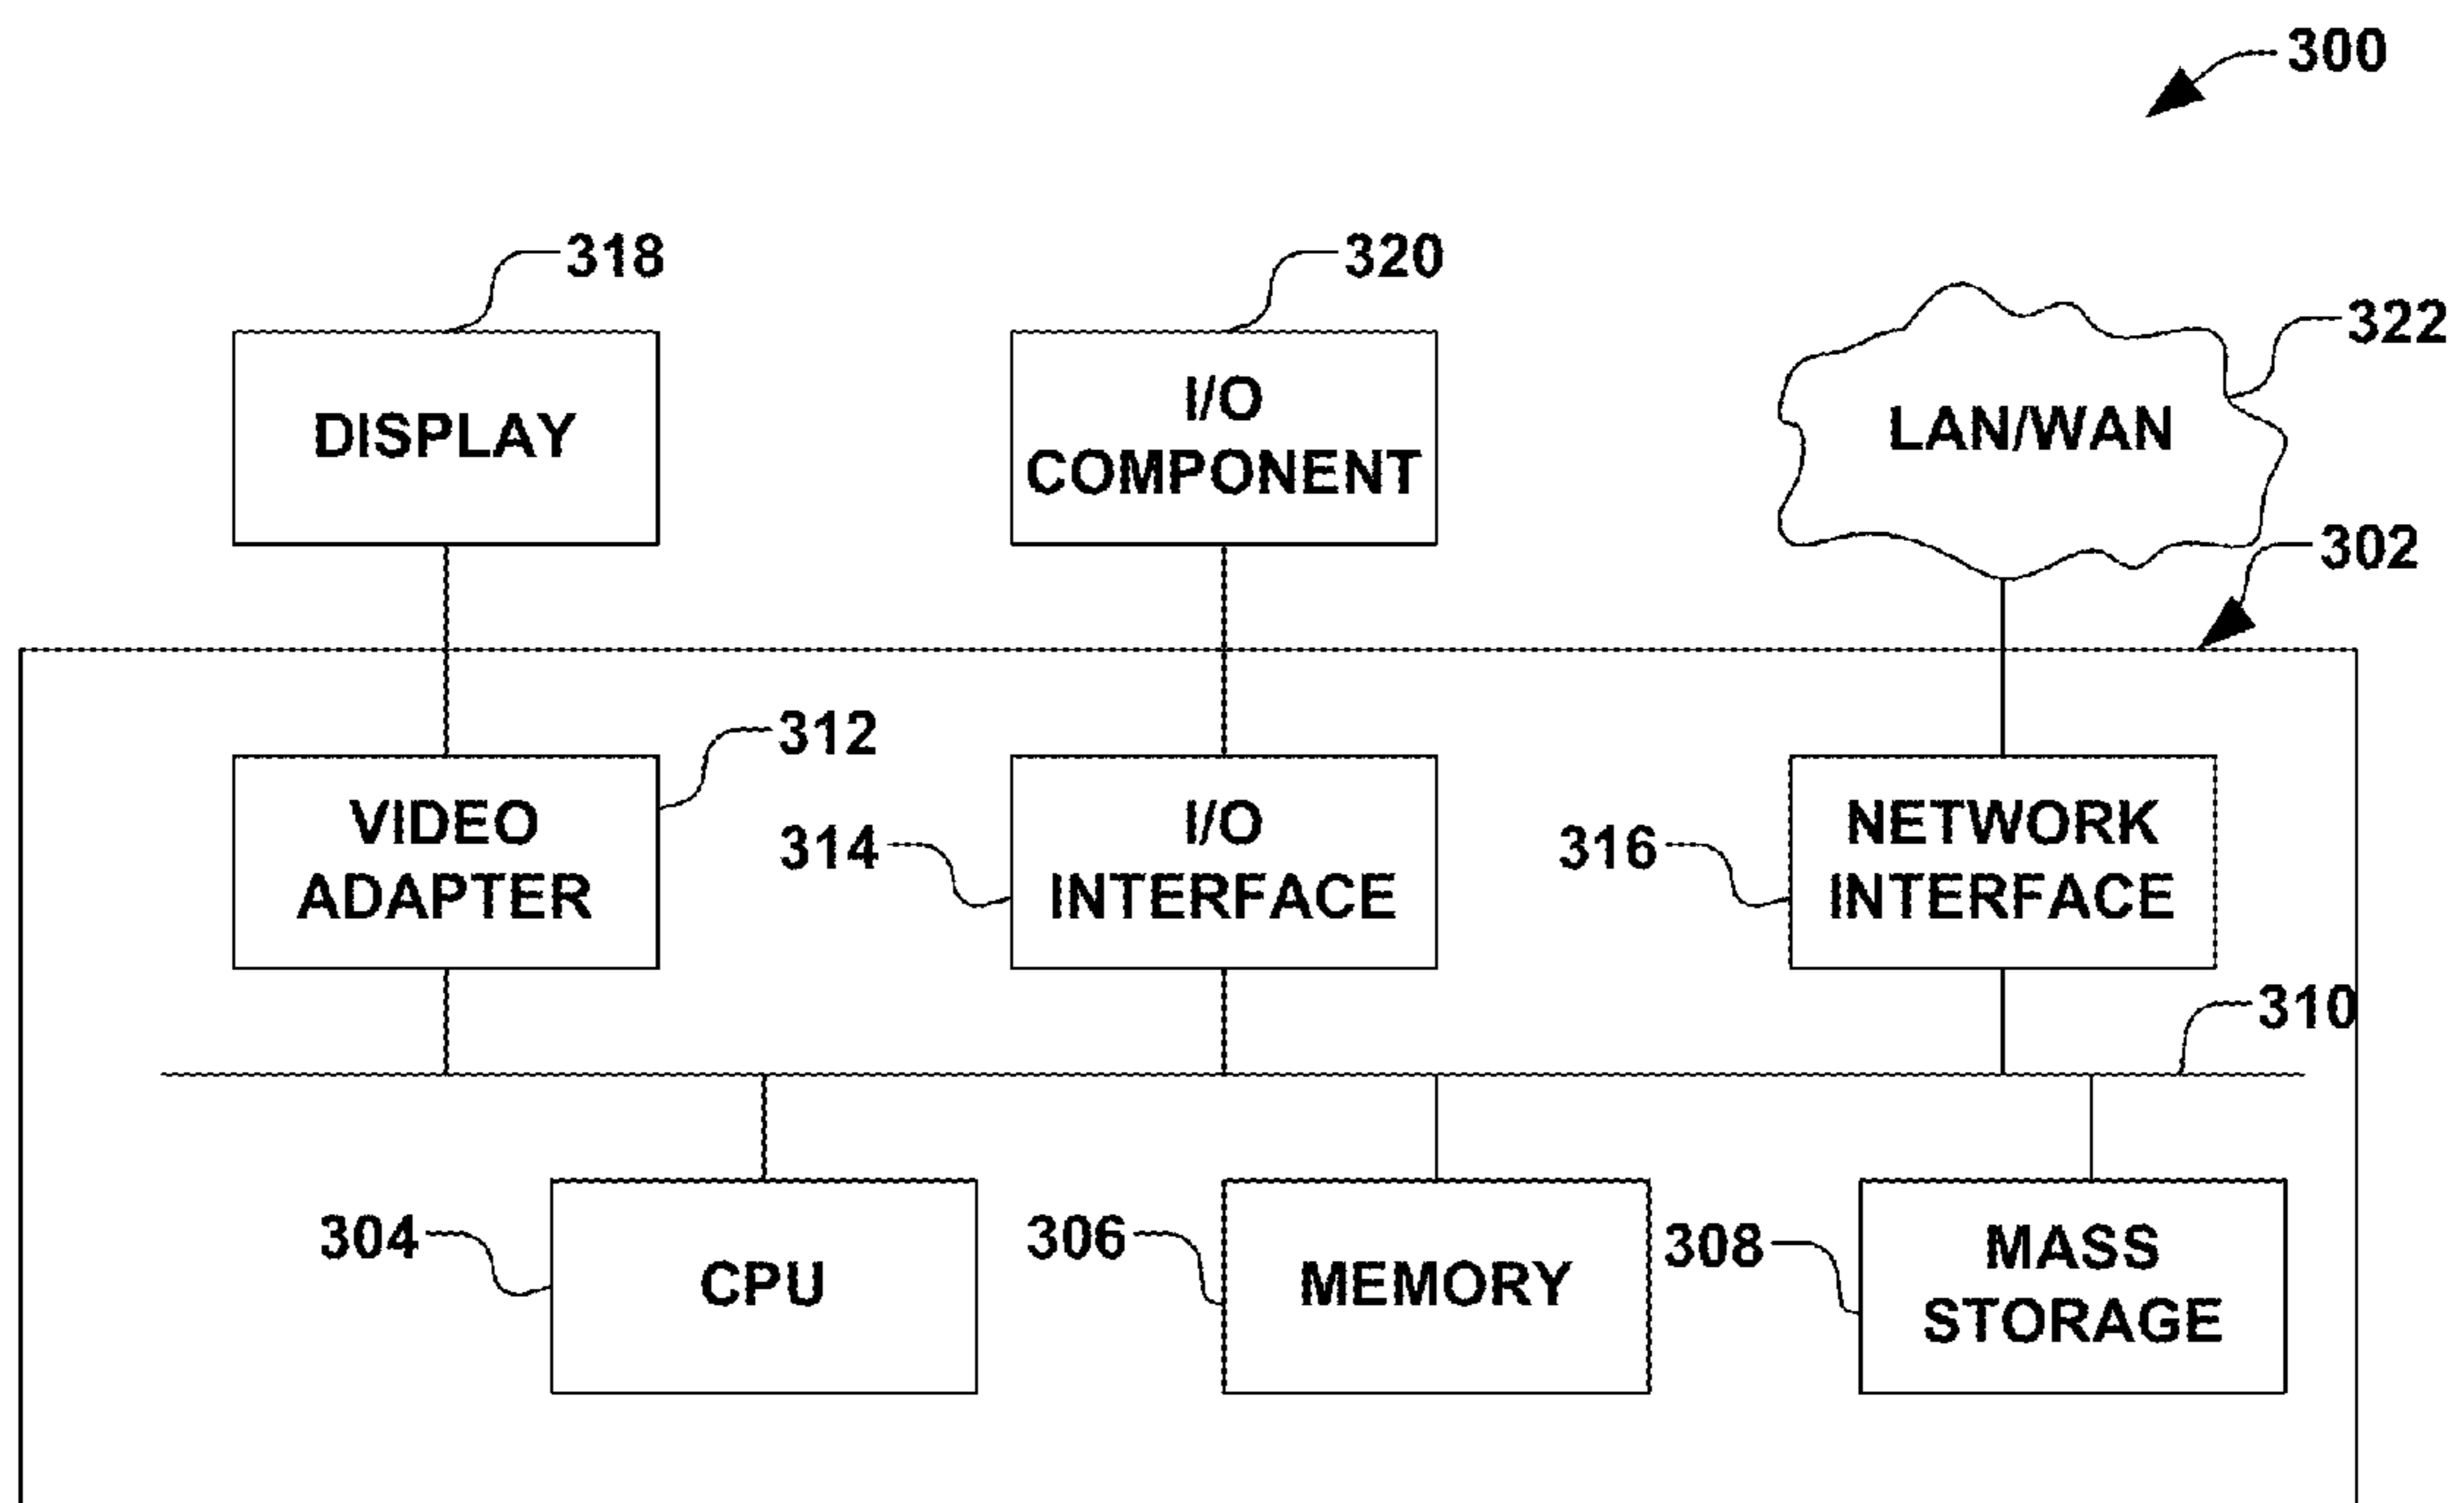 300
318
320
322
DISPLAY
I/O
COMPONENT
LAN/WAN
302
312
VIDEO
ADAPTER
314
I/O
INTERFACE
316
NETWORK
INTERFACE
310
304
CPU
306
MEMORY
308
MASS
STORAGE